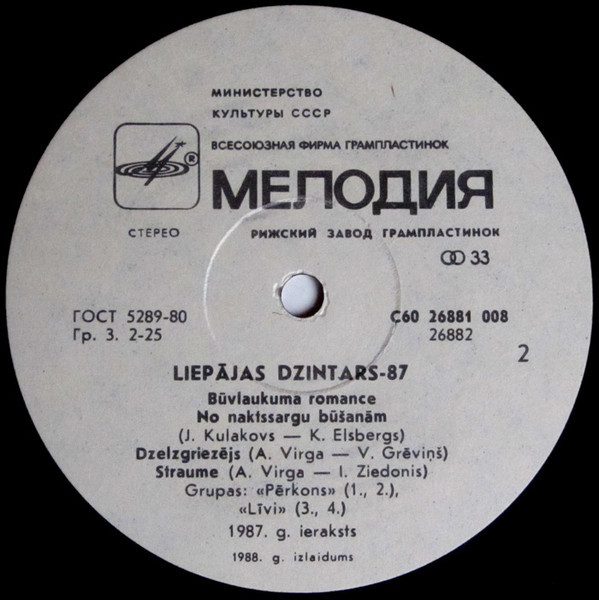 МИНИСТЕРСТВО
КУЛЬТУРЫ СССР
ВСЕСОЮЗНАЯ ФИРМА ГРАМПЛАСТИНОК
®
МЕЛОДИЯ
СТЕРЕО
РИЖСКИЙ ЗАВОД ГРАМПЛАСТИНОК
33
ГОСТ 5289-80
С60 26881 008
Гр. 3. 2-25
26882
2
LIEPĀJAS DZINTARS-87
Būvlaukuma romance
No naktssargu būšanām
(J. Kulakovs — K. Elsbergs)
Dzelzgriezējs (A. Virga — V. Grēviņš)
Straume (A. Virga — I. Ziedonis)
Grupas: «Pērkons» (1., 2.),
«Līvi» (3., 4.)
1987. g. ieraksts
1988. g. izlaidums